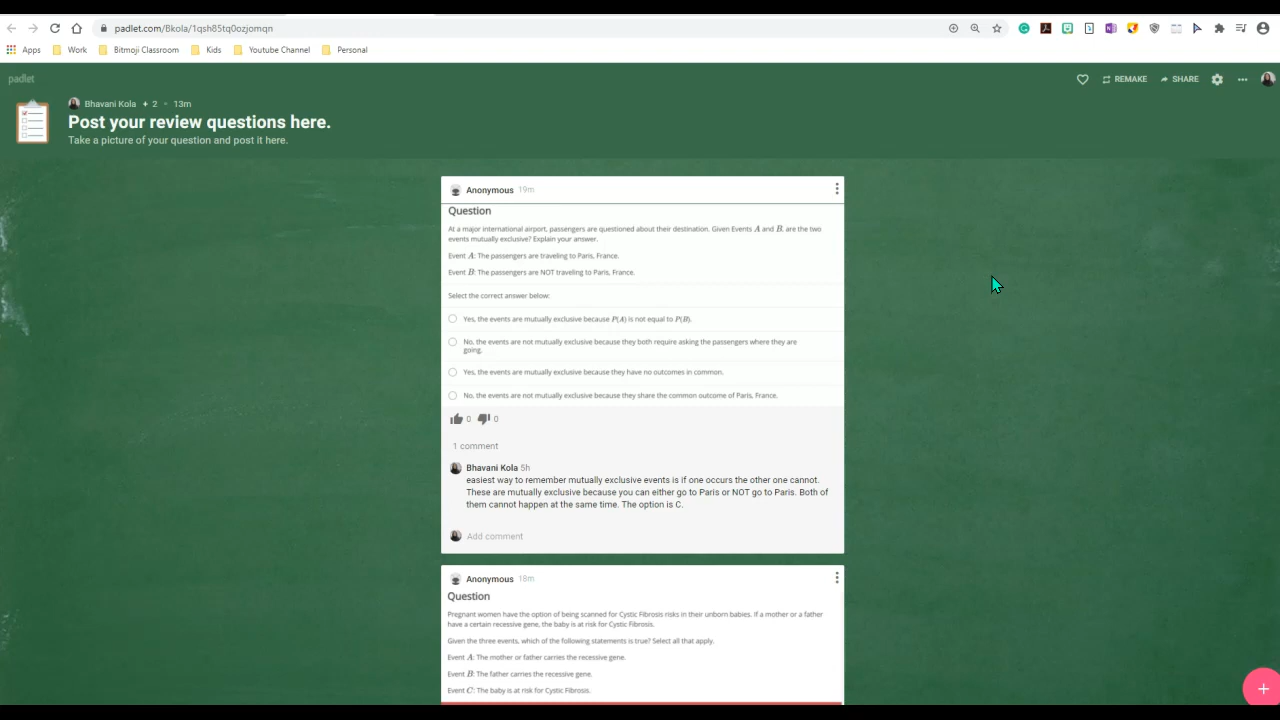 padlet.com/Bkola/1qsh85tq0ozjomqn
Apps Work Bitmoji Classroom Kids Youtube Channel Personal
padlet
REMAKE SHARE
Bhavani Kola + 2 • 13m
Post your review questions here.
Take a picture of your question and post it here.
Anonymous 19m
Question
At a major international airport, passengers are questioned about their destination. Given Events A and B, are the two
events mutually exclusive? Explain your answer.
Event A: The passengers are traveling to Paris, France.
Event B: The passengers are NOT traveling to Paris, France.
Select the correct answer below:
Yes, the events are mutually exclusive because P(A) is not equal to P(B).
No, the events are not mutually exclusive because they both require asking the passengers where they are
going.
Yes, the events are mutually exclusive because they have no outcomes in common.
No, the events are not mutually exclusive because they share the common outcome of Paris, France.
0 0
1 comment
Bhavani Kola 5h
easiest way to remember mutually exclusive events is if one occurs the other one cannot.
These are mutually exclusive because you can either go to Paris or NOT go to Paris. Both of
them cannot happen at the same time. The option is C.
Add comment
Anonymous 18m
Question
Pregnant women have the option of being scanned for Cystic Fibrosis risks in their unborn babies. If a mother or a father
have a certain recessive gene, the baby is at risk for Cystic Fibrosis.
Given the three events, which of the following statements is true? Select all that apply.
Event A: The mother or father carries the recessive gene.
Event B: The father carries the recessive gene.
Event C: The baby is at risk for Cystic Fibrosis.